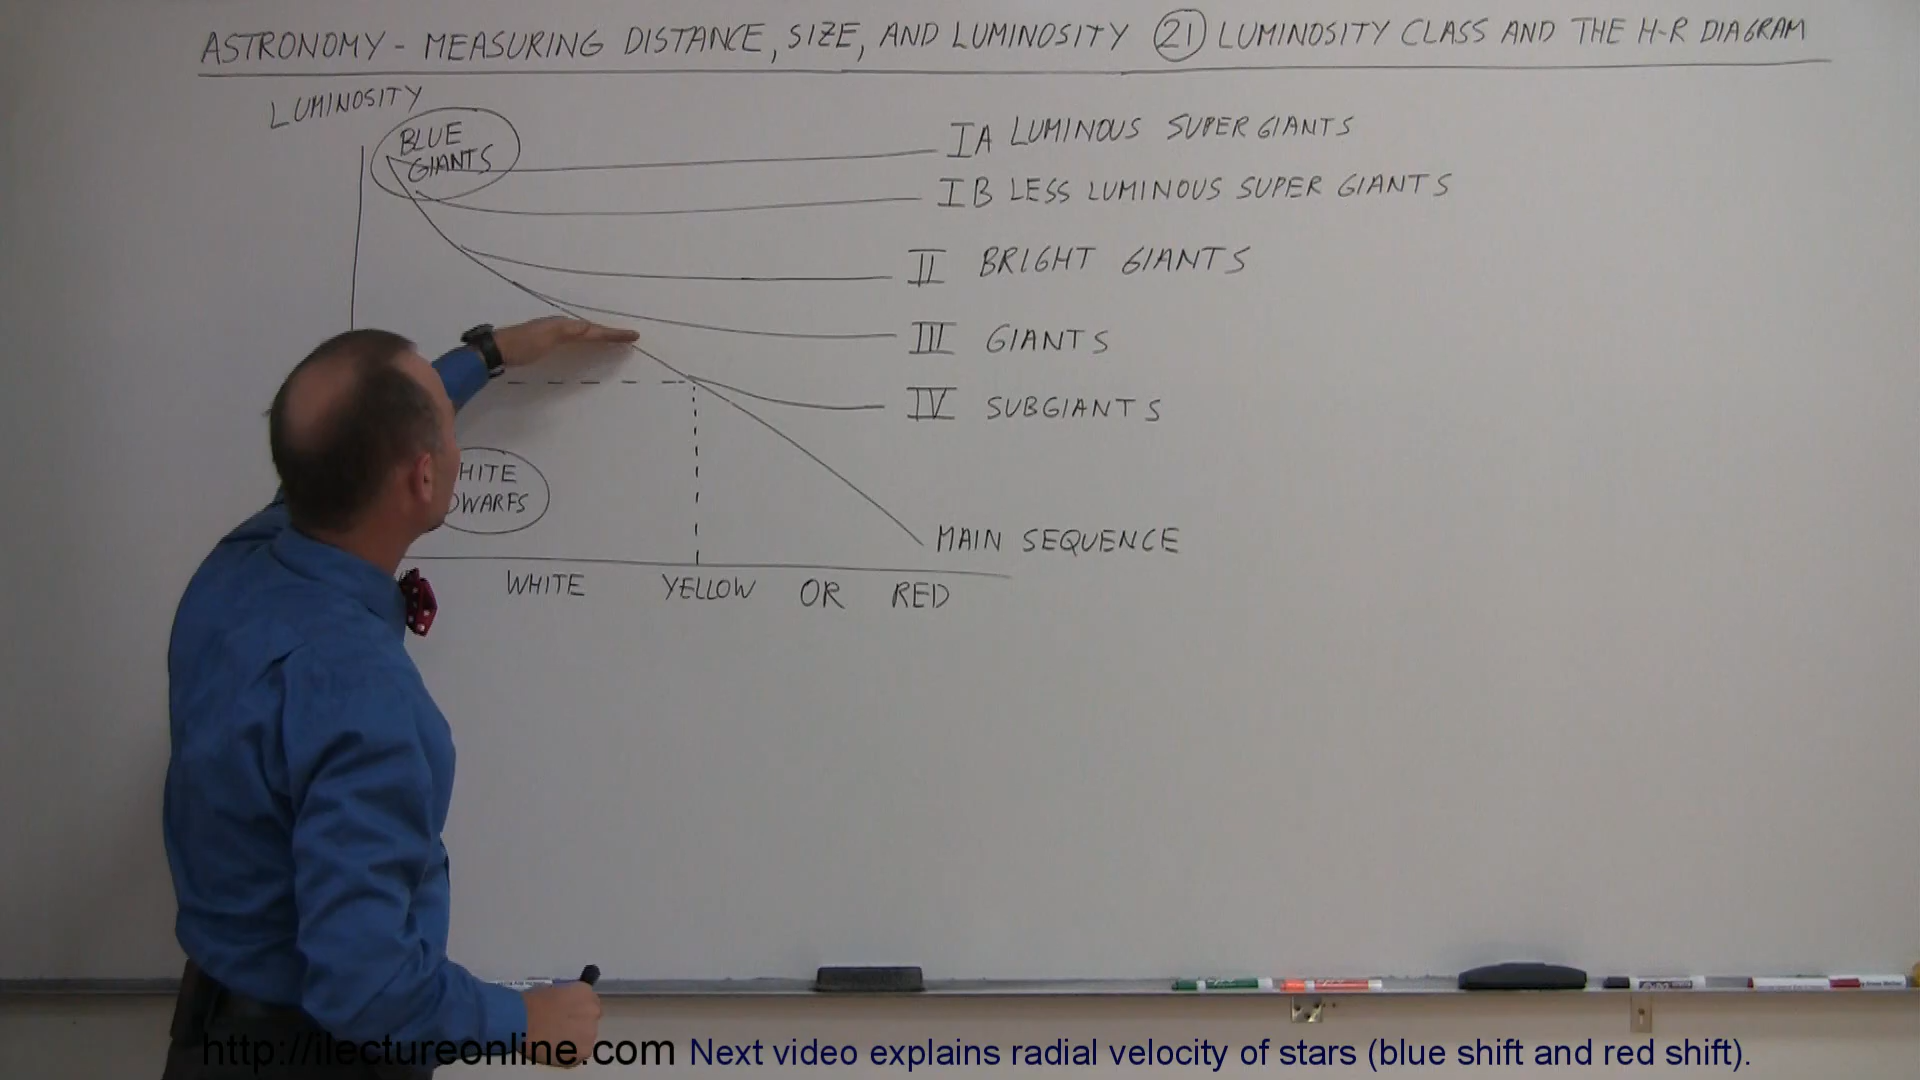 ASTRONOMY - MEASURING DISTANCE, SIZE, AND LUMINOSITY 21 LUMINOSITY CLASS AND THE H-R DIAGRAM
LUMINOSITY
BLUE
GIANTS
IA LUMINOUS SUPER GIANTS
IB LESS LUMINOUS SUPER GIANTS
II BRIGHT GIANTS
III GIANTS
IV SUBGIANTS
HITE
DWARFS
MAIN SEQUENCE
WHITE YELLOW OR RED
http://ilectureonline.com Next video explains radial velocity of stars (blue shift and red shift).